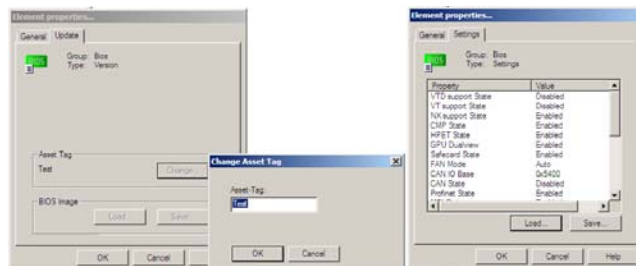 Element properties...
General Update
BIOS
Group: Bios
Type: Version
Asset Tag
Test
Change...
BIOS Image
Load...
Save...
OK
Cancel
Change Asset Tag
Asset-Tag:
Test
OK
Cancel
Element properties...
General Settings
BIOS
Group: Bios
Type: Settings
Property Value
VTD support State Disabled
VT support State Disabled
NX support State Enabled
CMP State Enabled
HPET State Enabled
GPU Dualview Enabled
Safecard State Enabled
FAN Mode Auto
CAN IO Base 0x5400
CAN State Disabled
Profinet State Enabled
Load...
Save...
OK
Cancel
Help